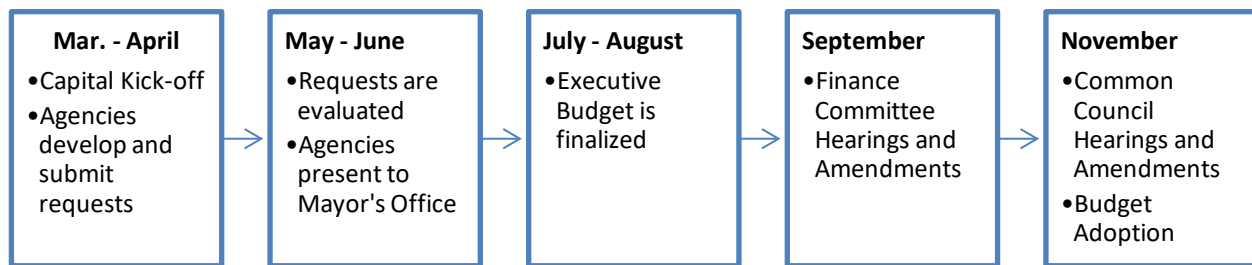 Mar. - April
•Capital Kick-off
•Agencies
develop and
submit
requests
May - June
•Requests are
evaluated
•Agencies
present to
Mayor's Office
July - August
•Executive
Budget is
finalized
September
•Finance
Committee
Hearings and
Amendments
November
•Common
Council
Hearings and
Amendments
•Budget
Adoption